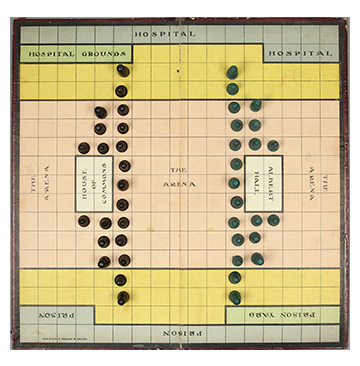 HOSPITAL
HOSPITAL GROUNDS
HOSPITAL
THE ARENA
HOUSE OF COMMONS
THE ARENA
ALBERT HALL
THE ARENA
PRISON
PRISON YARD
PRISON